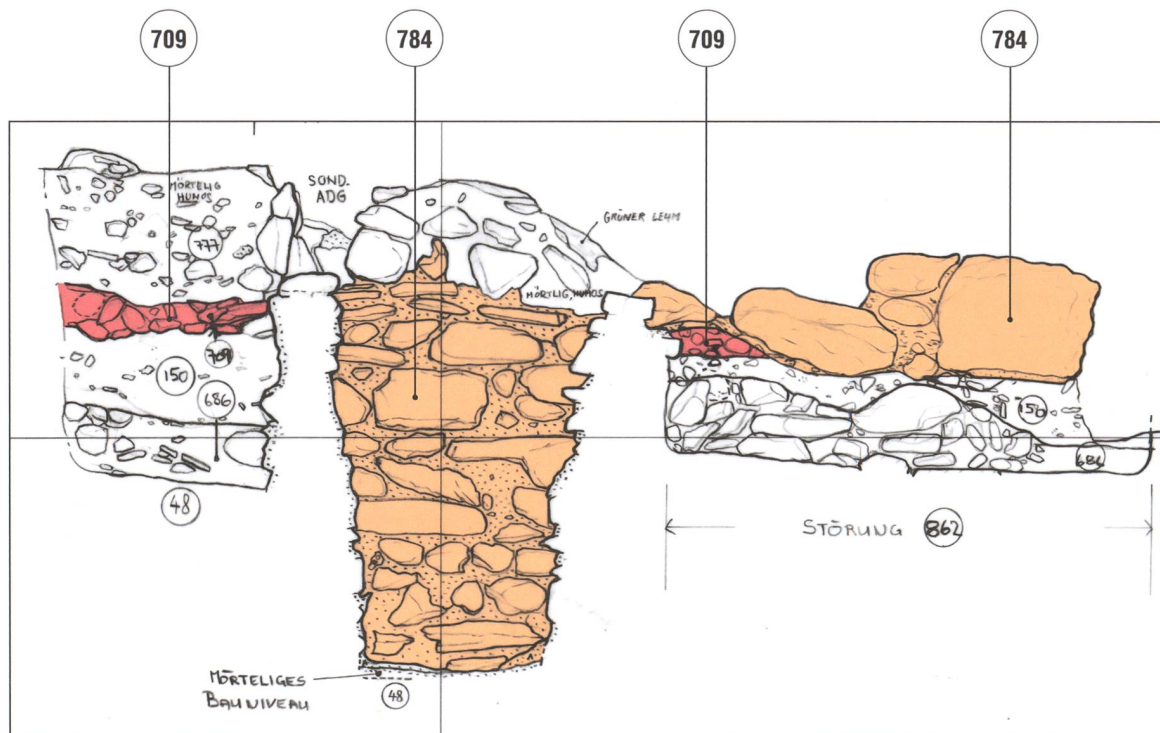 709
784
709
784
MÖRTELIG
HUMOS
SOND.
ADG
777
GRÜNER LEHM
MÖRTLIG, HUMOS
709
150
686
48
150
686
STÖRUNG 862
MÖRTELIGES
BAUNIVEAU
48